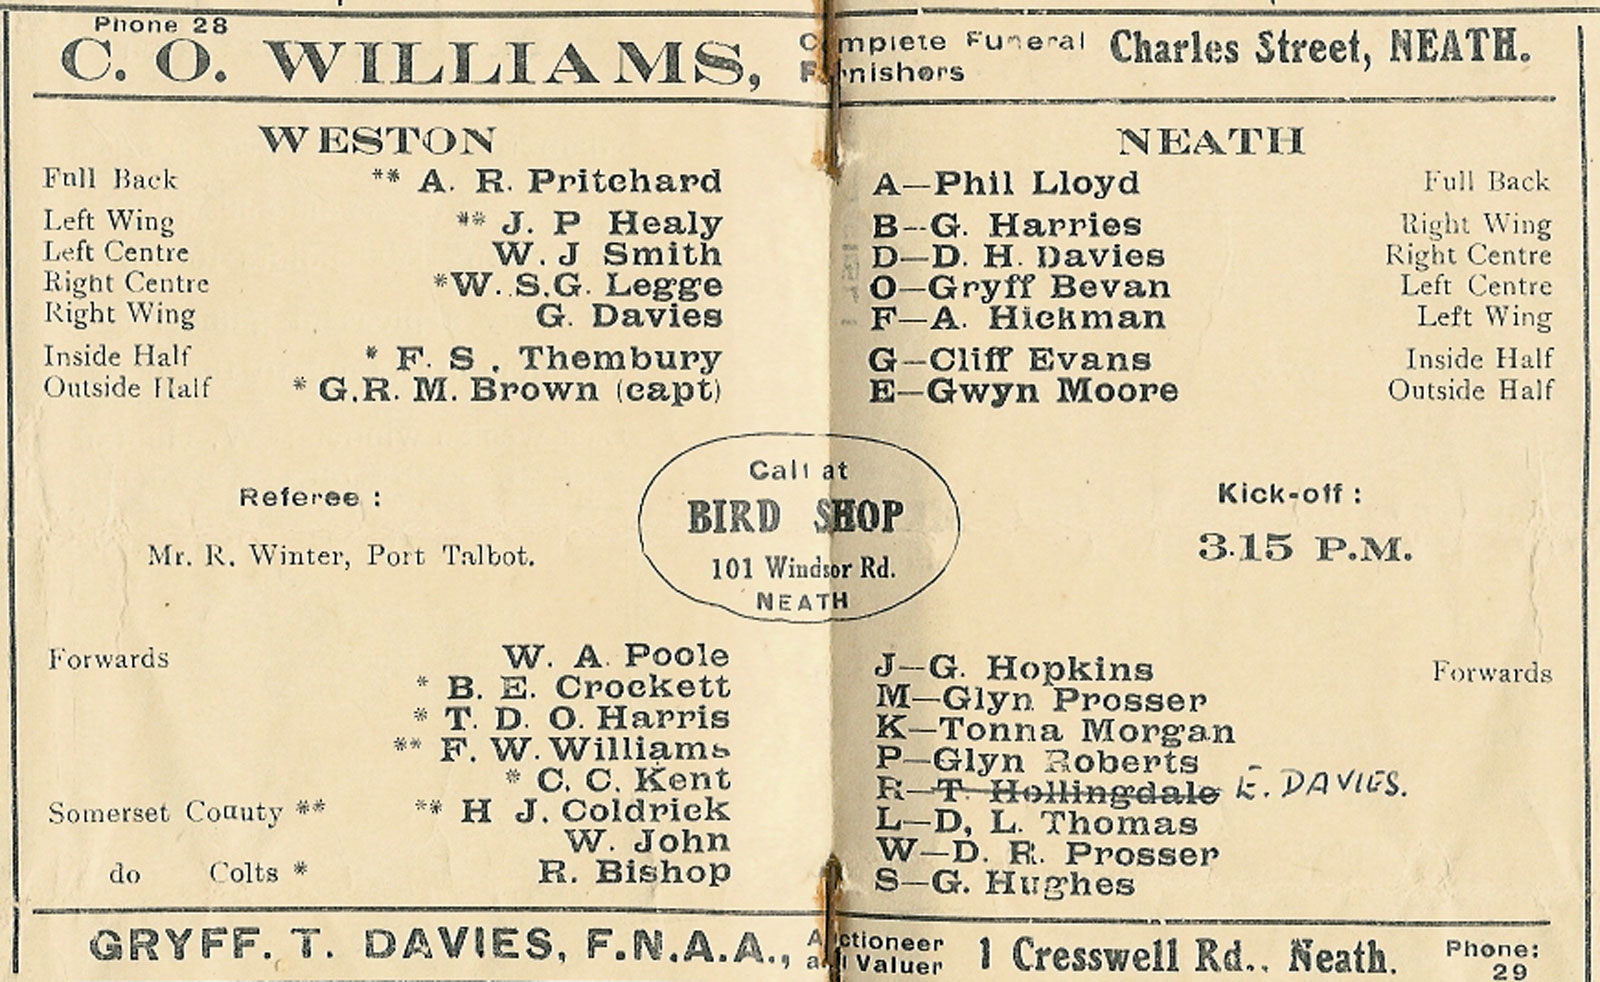 Phone 28
C. O. WILLIAMS, Complete Funeral Furnishers Charles Street, NEATH.
WESTON
Full Back ** A. R. Pritchard
Left Wing ** J. P Healy
Left Centre W. J Smith
Right Centre *W. S.G. Legge
Right Wing G. Davies
Inside Half * F. S . Thembury
Outside Half * G.R. M. Brown (capt)
NEATH
A—Phil Lloyd Full Back
B--G. Harries Right Wing
D—D. H. Davies Right Centre
O—Gryff Bevan Left Centre
F—A. Hickman Left Wing
G—Cliff Evans Inside Half
E—Gwyn Moore Outside Half
Referee :
Mr. R. Winter, Port Talbot.
Call at
BIRD SHOP
101 Windsor Rd.
NEATH
Kick-off :
3.15 P.M.
Forwards W. A. Poole
* B. E. Crockett
* T. D. O. Harris
** F. W. Williams
* C. C. Kent
Somerset County ** ** H J. Coldrick
W. John
do Colts * R. Bishop
J—G. Hopkins Forwards
M—Glyn Prosser
K—Tonna Morgan
P—Glyn Roberts
R—T. Hollingdale E. DAVIES.
L—D, L. Thomas
W—D. R. Prosser
S—G. Hughes
GRYFF. T. DAVIES, F.N.A.A., Auctioneer and Valuer 1 Cresswell Rd.. Neath. Phone: 29